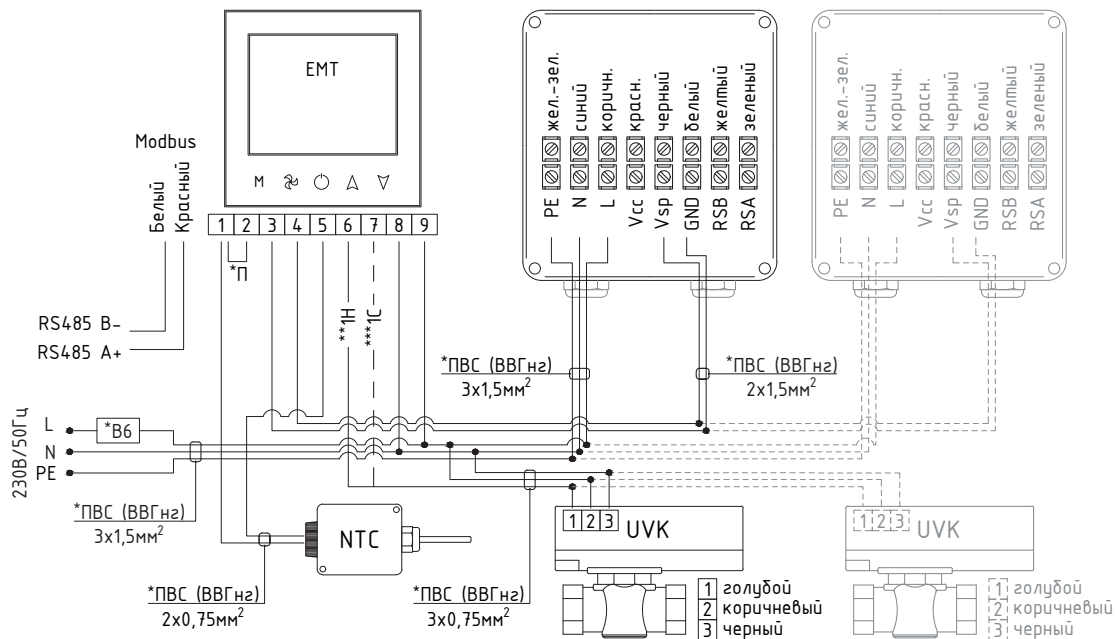 EMT
M
Modbus
Белый
Красный
1 2 3 4 5 6 7 8 9
*П
**1H
***1C
RS485 B-
RS485 A+
230В/50Гц
L
*В6
N
PE
*ПВС (ВВГнг)
3х1,5мм²
*ПВС (ВВГнг)
2х0,75мм²
NTC
*ПВС (ВВГнг)
3х0,75мм²
жел.-зел.
синий
коричн.
красн.
черный
белый
желтый
зеленый
PE
N
L
Vcc
Vsp
GND
RSB
RSA
*ПВС (ВВГнг)
3х1,5мм²
*ПВС (ВВГнг)
2х1,5мм²
жел.-зел.
синий
коричн.
красн.
черный
белый
желтый
зеленый
PE
N
L
Vcc
Vsp
GND
RSB
RSA
1 2 3
UVK
1 голубой
2 коричневый
3 черный
1 2 3
UVK
1 голубой
2 коричневый
3 черный